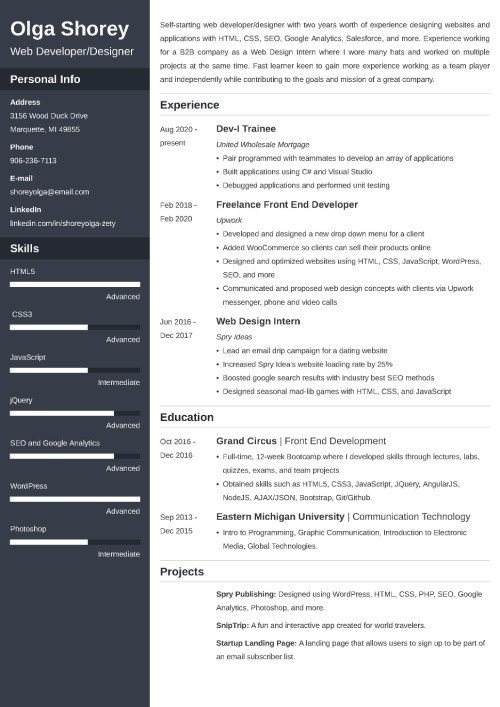 Olga Shorey
Web Developer/Designer
Personal Info
Address
3156 Wood Duck Drive
Marquette, MI 49855
Phone
906-236-7113
E-mail
shoreyolga@email.com
LinkedIn
linkedin.com/in/shoreyolga-zety
Skills
HTML5
Advanced
CSS3
Advanced
JavaScript
Intermediate
jQuery
Advanced
SEO and Google Analytics
Advanced
WordPress
Advanced
Photoshop
Intermediate
Self-starting web developer/designer with two years worth of experience designing websites and
applications with HTML, CSS, SEO, Google Analytics, Salesforce, and more. Experience working
for a B2B company as a Web Design Intern where I wore many hats and worked on multiple
projects at the same time. Fast learner keen to gain more experience working as a team player
and independently while contributing to the goals and mission of a great company.
Experience
Aug 2020 -
present
Dev-I Trainee
United Wholesale Mortgage
• Pair programmed with teammates to develop an array of applications
• Built applications using C# and Visual Studio
• Debugged applications and performed unit testing
Feb 2018 -
Feb 2020
Freelance Front End Developer
Upwork
• Developed and designed a new drop down menu for a client
• Added WooCommerce so clients can sell their products online
• Designed and optimized websites using HTML, CSS, JavaScript, WordPress,
SEO, and more
• Communicated and proposed web design concepts with clients via Upwork
messenger, phone and video calls
Jun 2016 -
Dec 2017
Web Design Intern
Spry Ideas
• Lead an email drip campaign for a dating website
• Increased Spry Idea's website loading rate by 25%
• Boosted google search results with industry best SEO methods
• Designed seasonal mad-lib games with HTML, CSS, and JavaScript
Education
Oct 2016 -
Dec 2016
Grand Circus | Front End Development
• Full-time, 12-week Bootcamp where I developed skills through lectures, labs,
quizzes, exams, and team projects
• Obtained skills such as HTML5, CSS3, JavaScript, JQuery, AngularJS,
NodeJS, AJAX/JSON, Bootstrap, Git/Github.
Sep 2013 -
Dec 2015
Eastern Michigan University | Communication Technology
• Intro to Programming, Graphic Communication, Introduction to Electronic
Media, Global Technologies.
Projects
Spry Publishing: Designed using WordPress, HTML, CSS, PHP, SEO, Google
Analytics, Photoshop, and more.
SnipTrip: A fun and interactive app created for world travelers.
Startup Landing Page: A landing page that allows users to sign up to be part of
an email subscriber list.